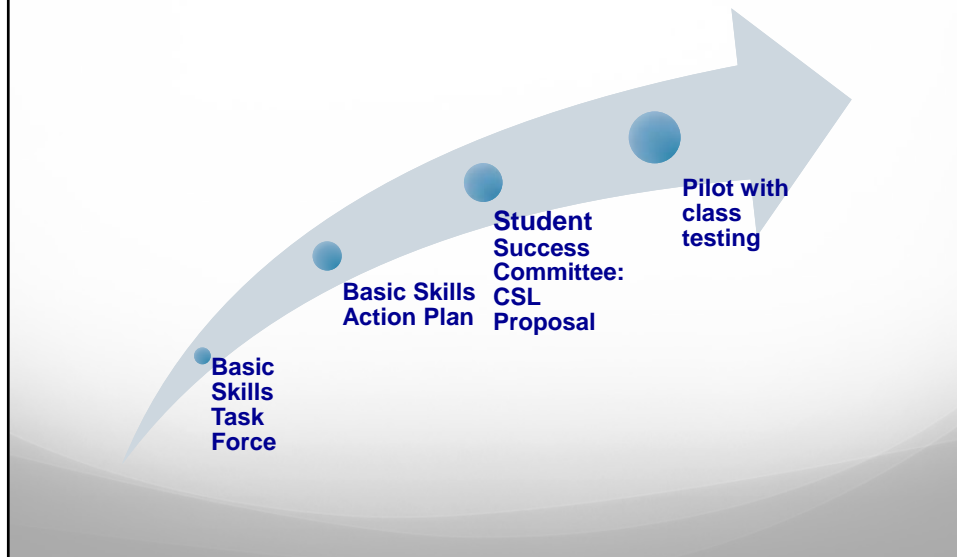 Basic
Skills
Task
Force
Basic Skills
Action Plan
Student
Success
Committee:
CSL
Proposal
Pilot with
class
testing